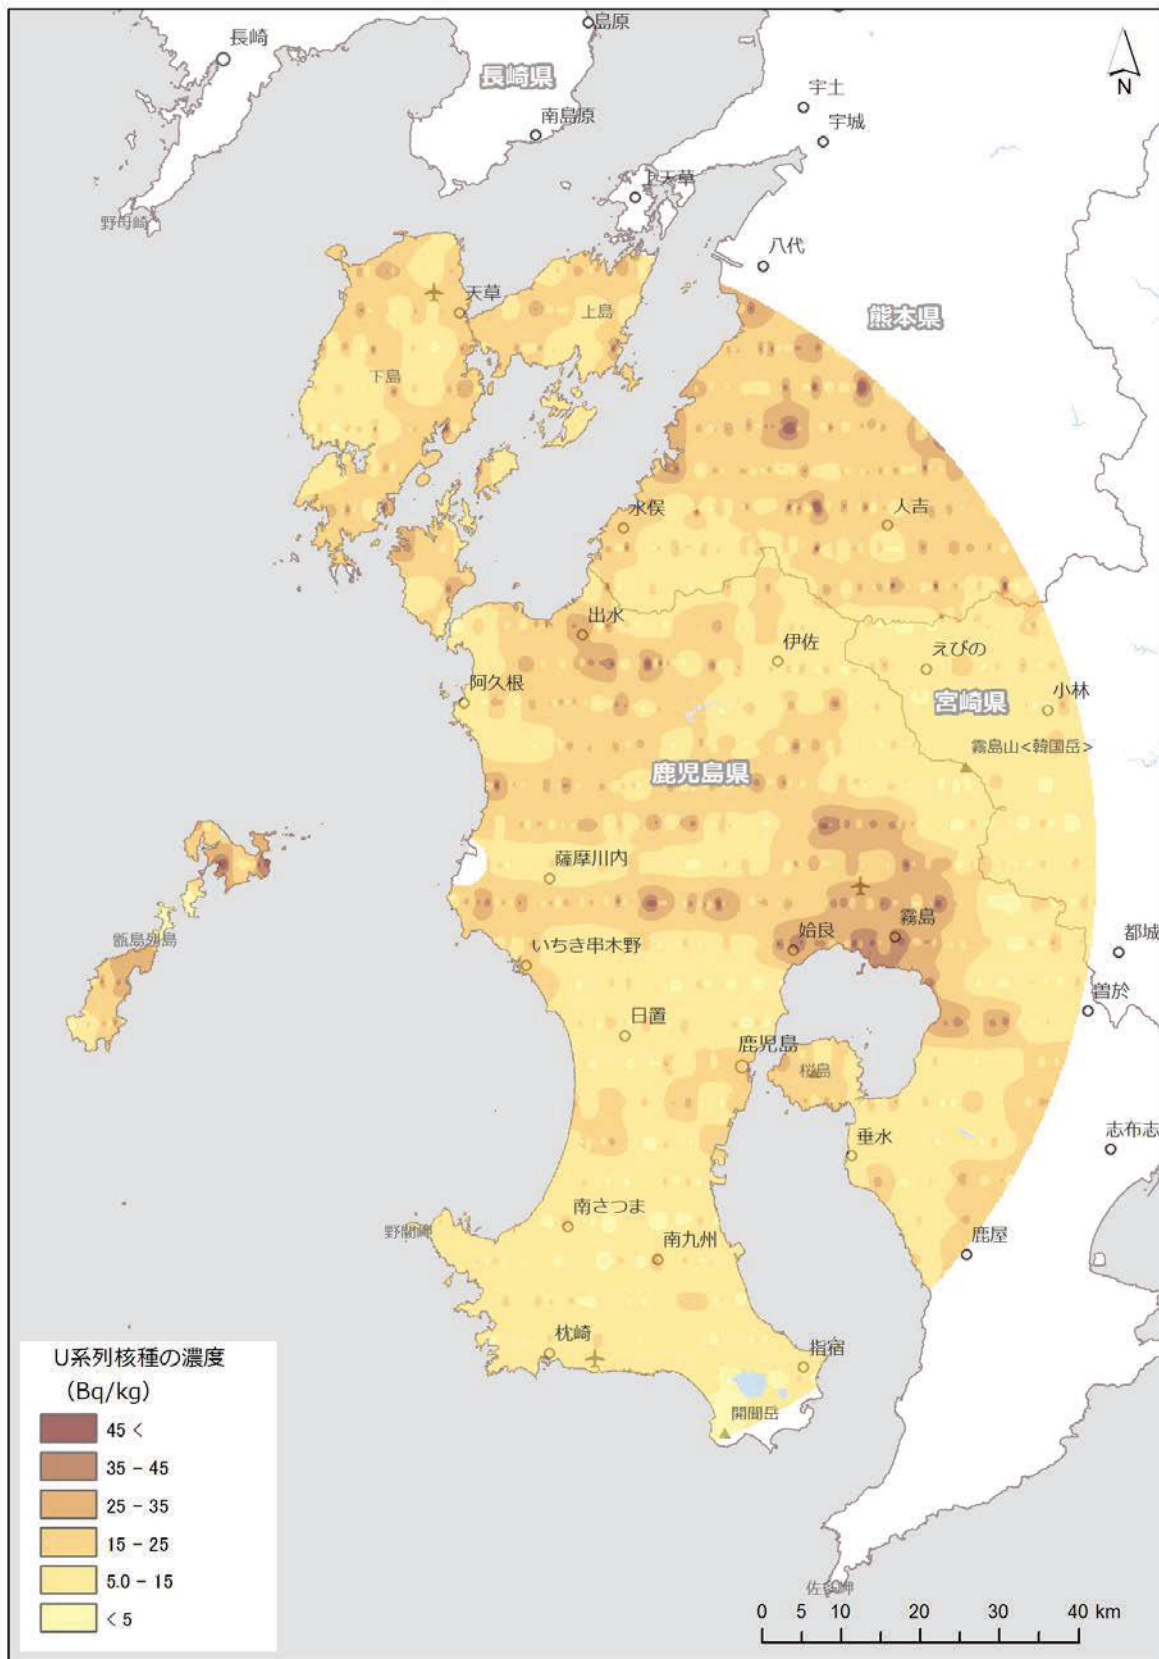 島原
長崎
長崎県
N
宇土
南島原
宇城
上天草
野母崎
八代
天草
上島
熊本県
下島
人吉
水俣
出水
伊佐
えびの
阿久根
宮崎県
小林
霧島山<韓国岳>
鹿児島県
薩摩川内
霧島
甑島列島
いちき串木野
姶良
都城
曽於
日置
鹿児島
桜島
志布志
垂水
南さつま
野間岬
南九州
鹿屋
枕崎
指宿
開聞岳
U系列核種の濃度
(Bq/kg)
45 <
35 - 45
25 - 35
15 - 25
5.0 - 15
< 5
佐多岬
0 5 10 20 30 40 km